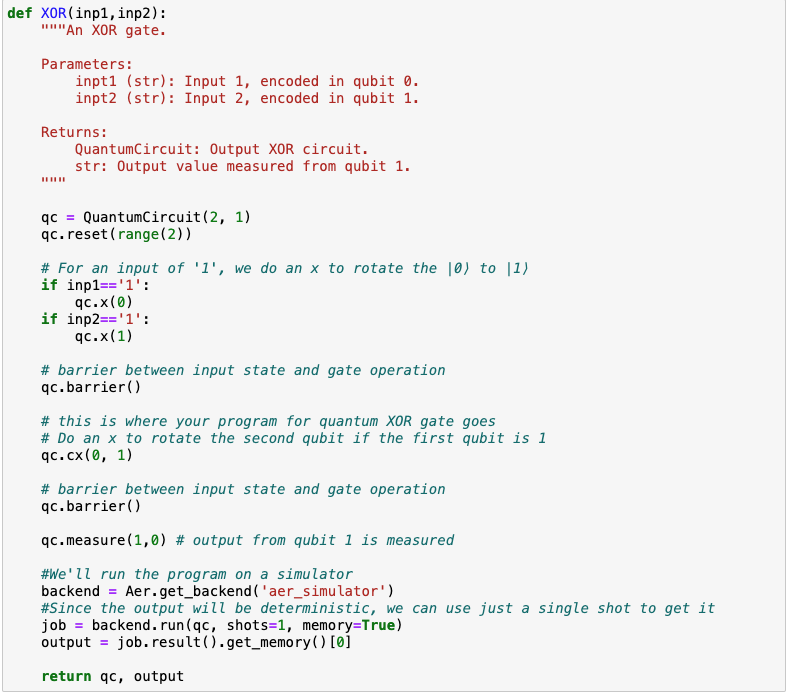 def XOR(inp1,inp2):
    """An XOR gate.

    Parameters:
        inpt1 (str): Input 1, encoded in qubit 0.
        inpt2 (str): Input 2, encoded in qubit 1.

    Returns:
        QuantumCircuit: Output XOR circuit.
        str: Output value measured from qubit 1.
    """

    qc = QuantumCircuit(2, 1)
    qc.reset(range(2))

    # For an input of '1', we do an x to rotate the |0⟩ to |1⟩
    if inp1=='1':
        qc.x(0)
    if inp2=='1':
        qc.x(1)

    # barrier between input state and gate operation
    qc.barrier()

    # this is where your program for quantum XOR gate goes
    # Do an x to rotate the second qubit if the first qubit is 1
    qc.cx(0, 1)

    # barrier between input state and gate operation
    qc.barrier()

    qc.measure(1,0) # output from qubit 1 is measured

    #We'll run the program on a simulator
    backend = Aer.get_backend('aer_simulator')
    #Since the output will be deterministic, we can use just a single shot to get it
    job = backend.run(qc, shots=1, memory=True)
    output = job.result().get_memory()[0]

    return qc, output